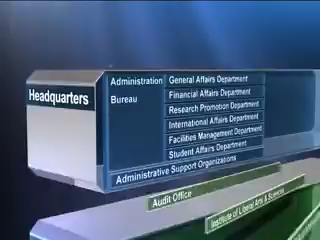 Headquarters
Administration
Bureau
General Affairs Department
Financial Affairs Department
Research Promotion Department
International Affairs Department
Facilities Management Department
Student Affairs Department
Administrative Support Organizations
Audit Office
Institute of Liberal Arts & Sciences